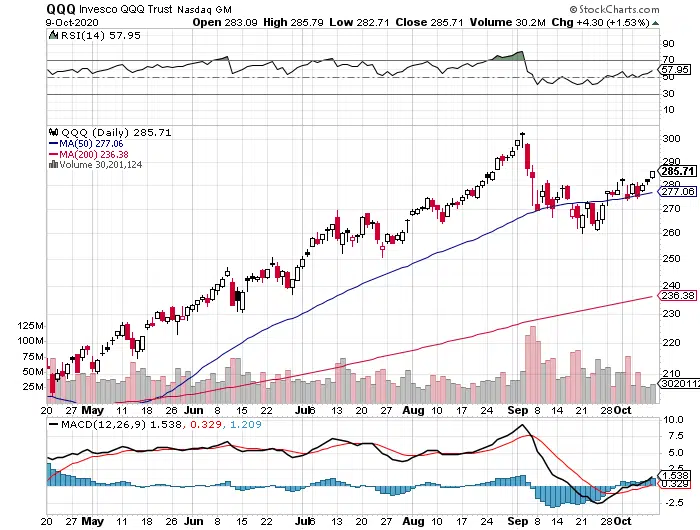 QQQ Invesco QQQ Trust Nasdaq GM
© StockCharts.com
9-Oct-2020
Open 283.09 High 285.79 Low 282.71 Close 285.71 Volume 30.2M Chg +4.30 (+1.53%)
RSI(14) 57.95
90
70
57.95
50
30
10
QQQ (Daily) 285.71
MA(50) 277.06
MA(200) 236.38
Volume 30,201,124
300
290
285.71
280
277.06
270
260
250
240
236.38
230
220
210
125M
100M
75M
50M
25M
3020112
20 27 May 11 18 26 Jun 8 15 22 Jul 6 13 20 27 Aug 10 17 24 Sep 8 14 21 28 Oct
MACD(12,26,9) 1.538, 0.329, 1.209
10.0
7.5
5.0
2.5
1.538
0.329
-2.5
-5.0
20 27 May 11 18 26 Jun 8 15 22 Jul 6 13 20 27 Aug 10 17 24 Sep 8 14 21 28 Oct